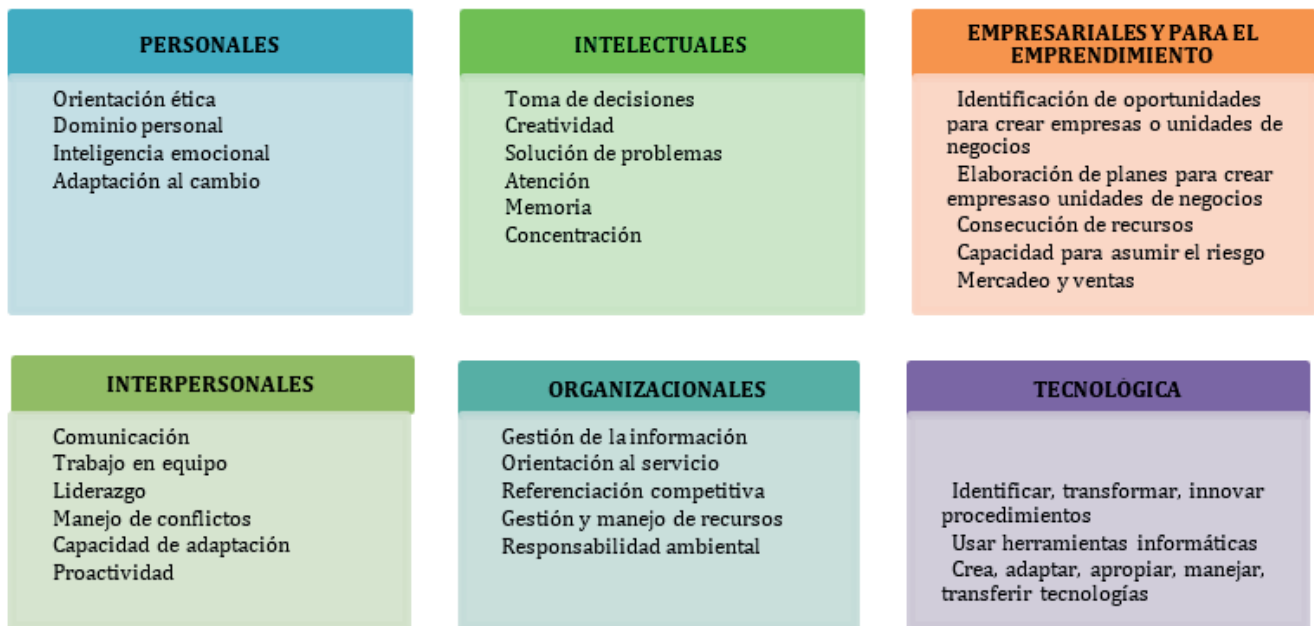 PERSONALES
Orientación ética
Dominio personal
Inteligencia emocional
Adaptación al cambio
INTELECTUALES
Toma de decisiones
Creatividad
Solución de problemas
Atención
Memoria
Concentración
EMPRESARIALES Y PARA EL
EMPRENDIMIENTO
Identificación de oportunidades
para crear empresas o unidades de
negocios
Elaboración de planes para crear
empresaso unidades de negocios
Consecución de recursos
Capacidad para asumir el riesgo
Mercadeo y ventas
INTERPERSONALES
Comunicación
Trabajo en equipo
Liderazgo
Manejo de conflictos
Capacidad de adaptación
Proactividad
ORGANIZACIONALES
Gestión de la información
Orientación al servicio
Referenciación competitiva
Gestión y manejo de recursos
Responsabilidad ambiental
TECNOLÓGICA
Identificar, transformar, innovar
procedimientos
Usar herramientas informáticas
Crea, adaptar, apropiar, manejar,
transferir tecnologías